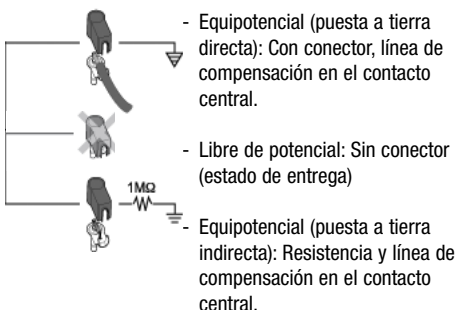 - Equipotencial (puesta a tierra
directa): Con conector, línea de
compensación en el contacto
central.
- Libre de potencial: Sin conector
(estado de entrega)
1MΩ
- Equipotencial (puesta a tierra
indirecta): Resistencia y línea de
compensación en el contacto
central.